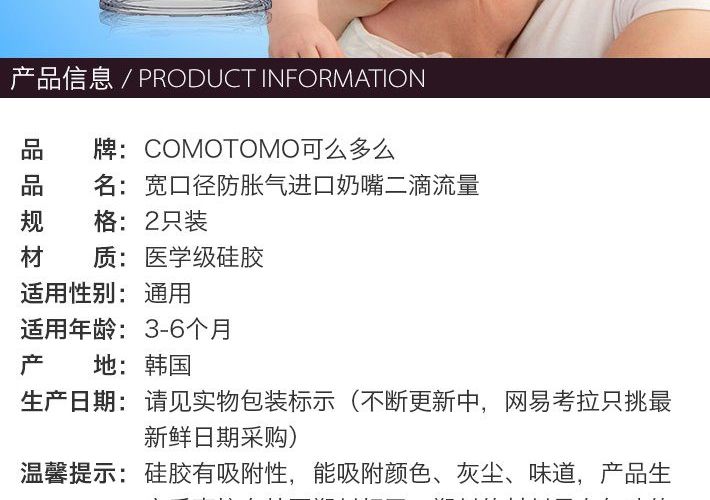 产品信息 / PRODUCT INFORMATION
品 牌：COMOTOMO可么多么
品 名：宽口径防胀气进口奶嘴二滴流量
规 格：2只装
材 质：医学级硅胶
适用性别：通用
适用年龄：3-6个月
产 地：韩国
生产日期：请见实物包装标示（不断更新中，网易考拉只挑最
新鲜日期采购）
温馨提示：硅胶有吸附性，能吸附颜色、灰尘、味道，产品生